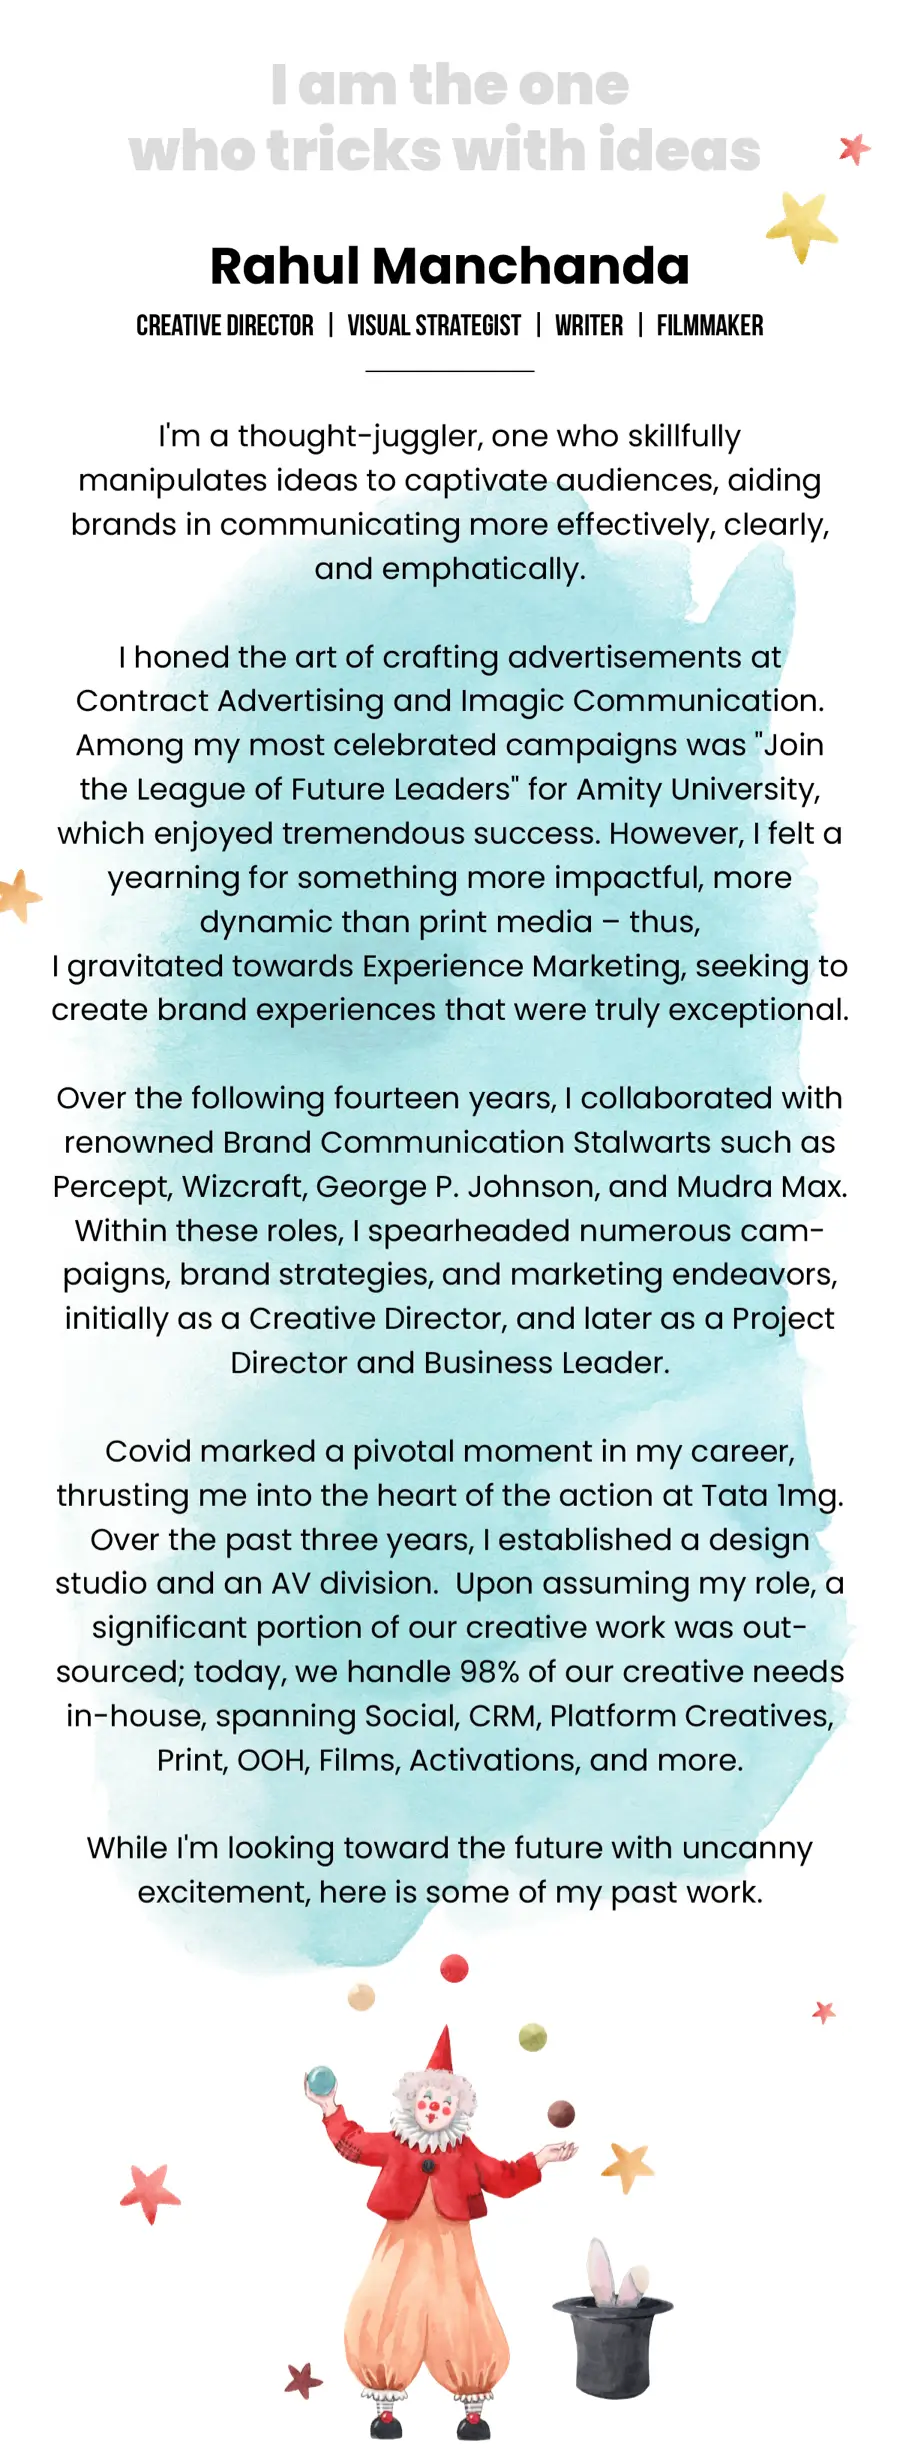 I am the one
who tricks with ideas
Rahul Manchanda
CREATIVE DIRECTOR | VISUAL STRATEGIST | WRITER | FILMMAKER
I'm a thought-juggler, one who skillfully
manipulates ideas to captivate audiences, aiding
brands in communicating more effectively, clearly,
and emphatically.
I honed the art of crafting advertisements at
Contract Advertising and Imagic Communication.
Among my most celebrated campaigns was "Join
the League of Future Leaders" for Amity University,
which enjoyed tremendous success. However, I felt a
yearning for something more impactful, more
dynamic than print media – thus,
I gravitated towards Experience Marketing, seeking to
create brand experiences that were truly exceptional.
Over the following fourteen years, I collaborated with
renowned Brand Communication Stalwarts such as
Percept, Wizcraft, George P. Johnson, and Mudra Max.
Within these roles, I spearheaded numerous cam-
paigns, brand strategies, and marketing endeavors,
initially as a Creative Director, and later as a Project
Director and Business Leader.
Covid marked a pivotal moment in my career,
thrusting me into the heart of the action at Tata 1mg.
Over the past three years, I established a design
studio and an AV division.  Upon assuming my role, a
significant portion of our creative work was out-
sourced; today, we handle 98% of our creative needs
in-house, spanning Social, CRM, Platform Creatives,
Print, OOH, Films, Activations, and more.
While I'm looking toward the future with uncanny
excitement, here is some of my past work.